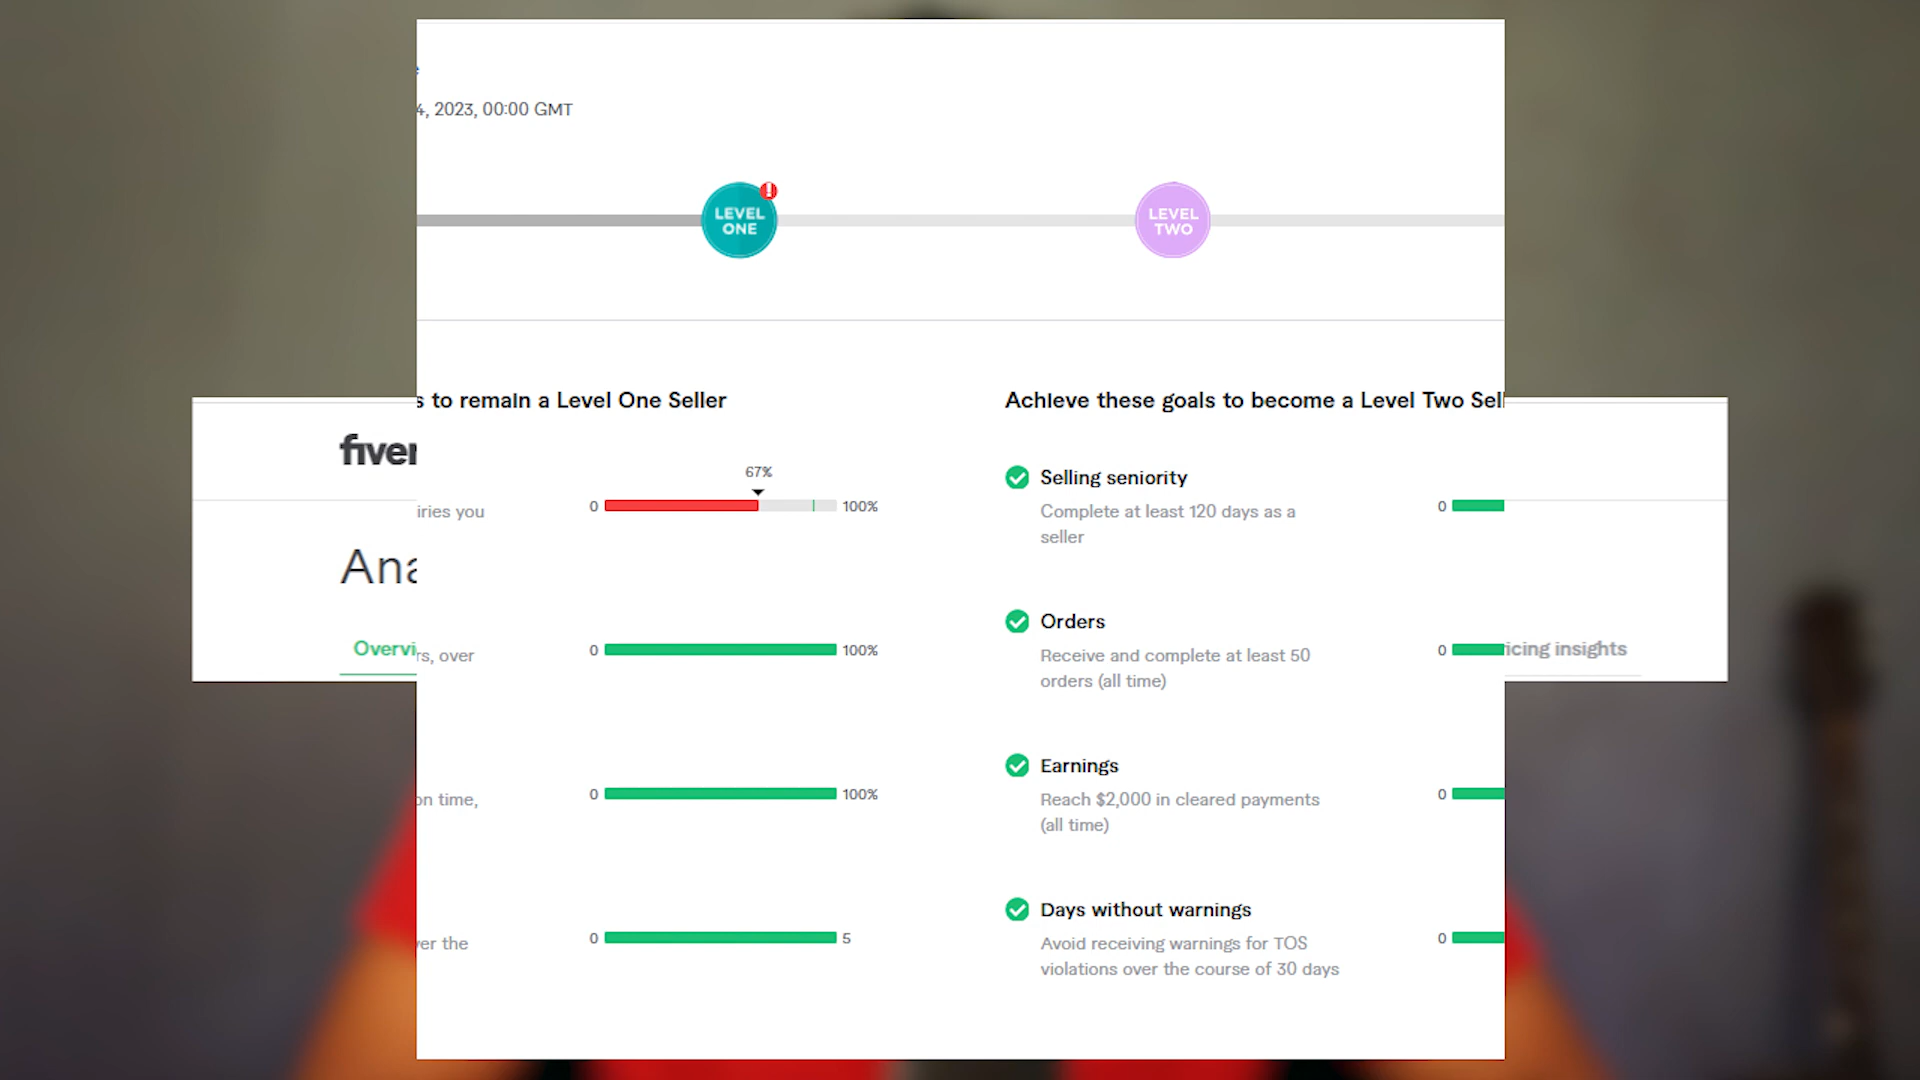 4, 2023, 00:00 GMT
LEVEL
ONE
LEVEL
TWO
s to remain a Level One Seller
iries you
67%
0 100%
rs, over
0 100%
on time,
0 100%
ver the
0 5
Achieve these goals to become a Level Two Sell
Selling seniority
Complete at least 120 days as a
seller
0
Orders
Receive and complete at least 50
orders (all time)
0
Earnings
Reach $2,000 in cleared payments
(all time)
0
Days without warnings
Avoid receiving warnings for TOS
violations over the course of 30 days
0
fiver
Ana
Overvi
ricing insights